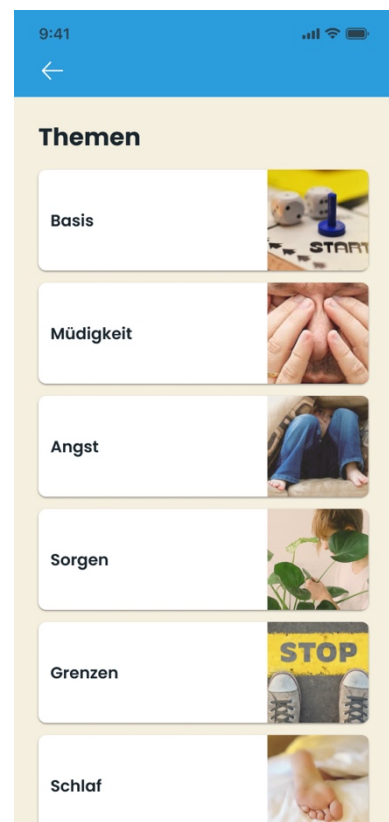 9:41
Themen
Basis
START
Müdigkeit
Angst
Sorgen
Grenzen
STOP
Schlaf